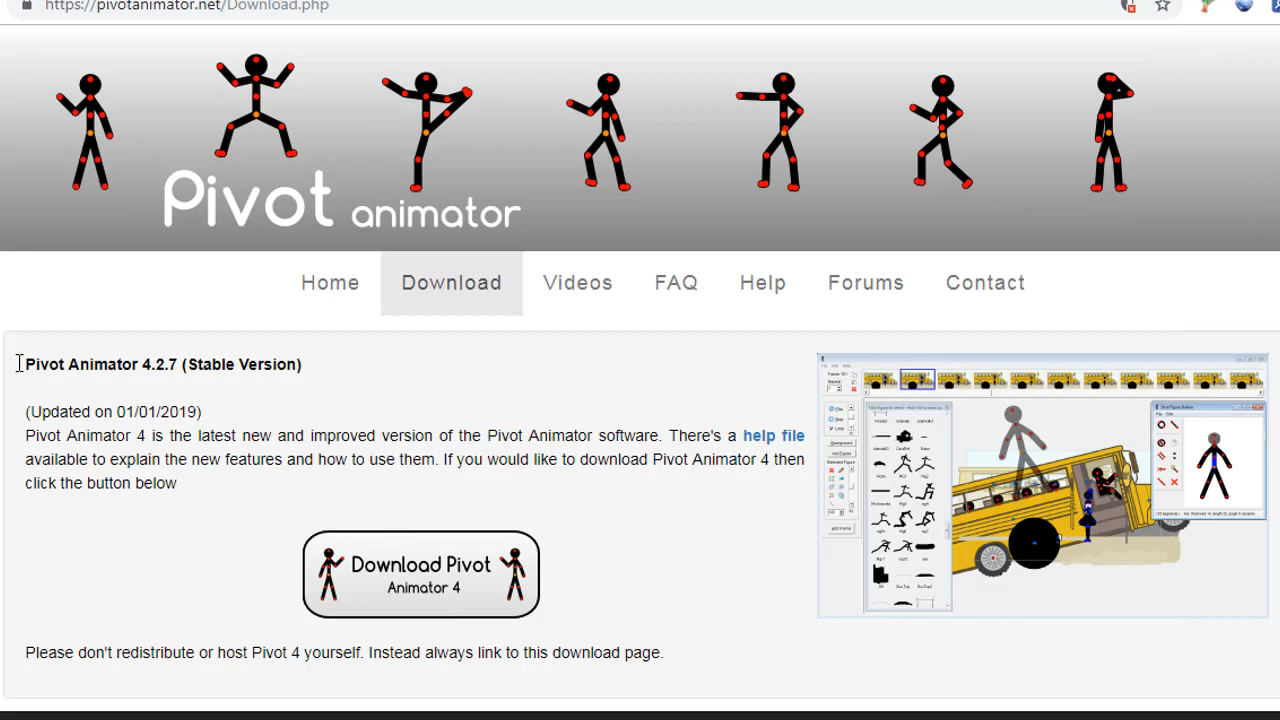 https://pivotanimator.net/Download.php
Pivot animator
Home Download Videos FAQ Help Forums Contact
Pivot Animator 4.2.7 (Stable Version)
(Updated on 01/01/2019)
Pivot Animator 4 is the latest new and improved version of the Pivot Animator software. There's a help file
available to explain the new features and how to use them. If you would like to download Pivot Animator 4 then
click the button below
Download Pivot
Animator 4
Please don't redistribute or host Pivot 4 yourself. Instead always link to this download page.